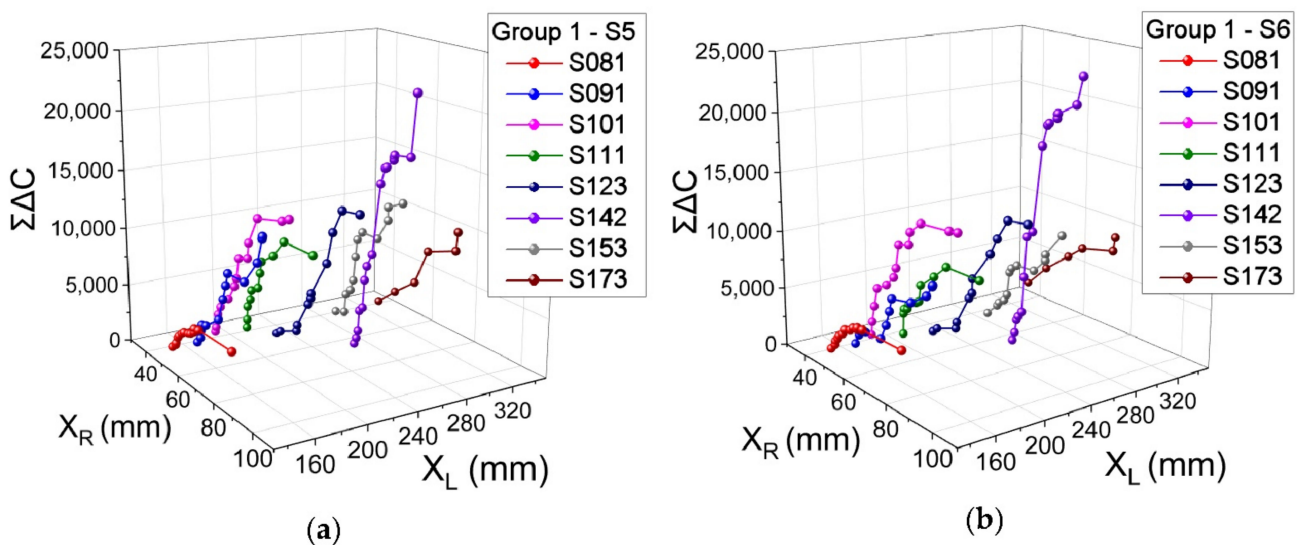 Group 1 - S5
S081
S091
S101
S111
S123
S142
S153
S173
25,000
20,000
15,000
10,000
5,000
0
ΣΔC
40
60
80
100
X_R (mm)
160
200
240
280
320
X_L (mm)
(a)
Group 1 - S6
S081
S091
S101
S111
S123
S142
S153
S173
25,000
20,000
15,000
10,000
5,000
0
ΣΔC
40
60
80
100
X_R (mm)
160
200
240
280
320
X_L (mm)
(b)